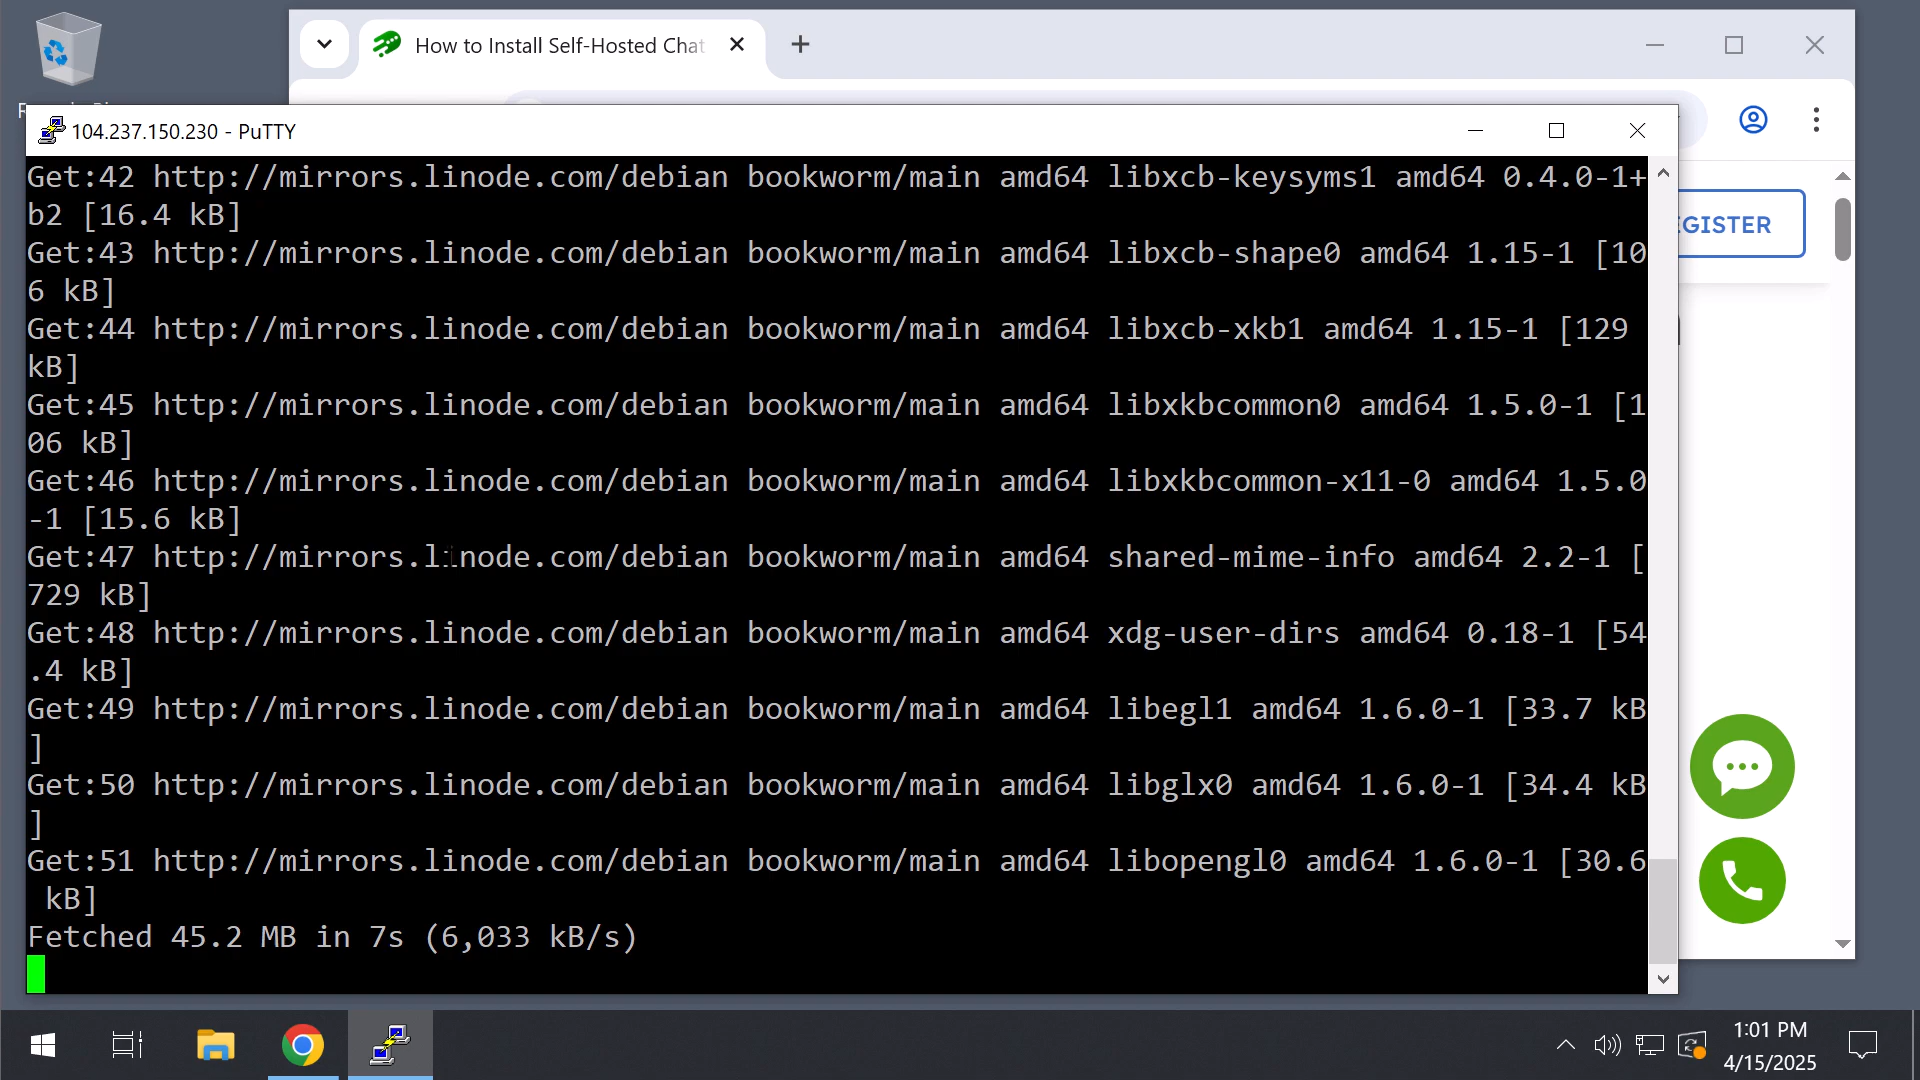 How to Install Self-Hosted Chat
104.237.150.230 - PuTTY
Get:42 http://mirrors.linode.com/debian bookworm/main amd64 libxcb-keysyms1 amd64 0.4.0-1+
b2 [16.4 kB]
Get:43 http://mirrors.linode.com/debian bookworm/main amd64 libxcb-shape0 amd64 1.15-1 [10
6 kB]
Get:44 http://mirrors.linode.com/debian bookworm/main amd64 libxcb-xkb1 amd64 1.15-1 [129
kB]
Get:45 http://mirrors.linode.com/debian bookworm/main amd64 libxkbcommon0 amd64 1.5.0-1 [1
06 kB]
Get:46 http://mirrors.linode.com/debian bookworm/main amd64 libxkbcommon-x11-0 amd64 1.5.0
-1 [15.6 kB]
Get:47 http://mirrors.linode.com/debian bookworm/main amd64 shared-mime-info amd64 2.2-1 [
729 kB]
Get:48 http://mirrors.linode.com/debian bookworm/main amd64 xdg-user-dirs amd64 0.18-1 [54
.4 kB]
Get:49 http://mirrors.linode.com/debian bookworm/main amd64 libegl1 amd64 1.6.0-1 [33.7 kB
]
Get:50 http://mirrors.linode.com/debian bookworm/main amd64 libglx0 amd64 1.6.0-1 [34.4 kB
]
Get:51 http://mirrors.linode.com/debian bookworm/main amd64 libopengl0 amd64 1.6.0-1 [30.6
kB]
Fetched 45.2 MB in 7s (6,033 kB/s)
GISTER
1:01 PM
4/15/2025